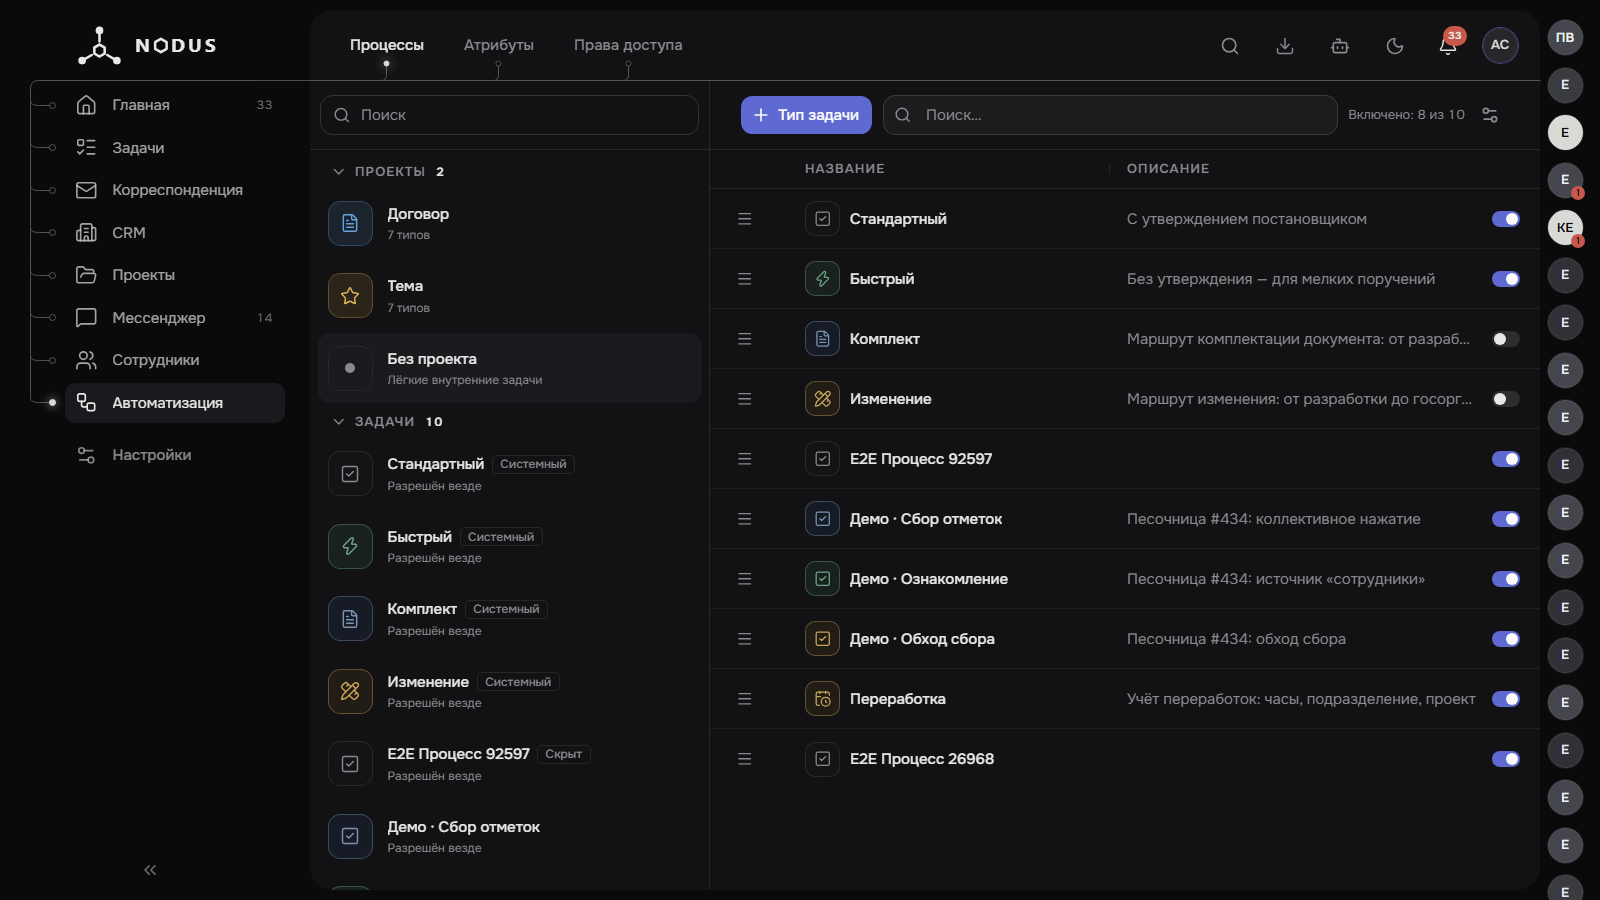 NODUS
Процессы
Атрибуты
Права доступа
33
АС
Главная 33
Задачи
Корреспонденция
CRM
Проекты
Мессенджер 14
Сотрудники
Автоматизация
Настройки
Поиск
ПРОЕКТЫ 2
Договор
7 типов
Тема
7 типов
Без проекта
Лёгкие внутренние задачи
ЗАДАЧИ 10
Стандартный Системный
Разрешён везде
Быстрый Системный
Разрешён везде
Комплект Системный
Разрешён везде
Изменение Системный
Разрешён везде
E2E Процесс 92597 Скрыт
Разрешён везде
Демо · Сбор отметок
Разрешён везде
Тип задачи
Поиск...
Включено: 8 из 10
НАЗВАНИЕ ОПИСАНИЕ
Стандартный С утверждением постановщиком
Быстрый Без утверждения — для мелких поручений
Комплект Маршрут комплектации документа: от разраб...
Изменение Маршрут изменения: от разработки до госорг...
E2E Процесс 92597
Демо · Сбор отметок Песочница #434: коллективное нажатие
Демо · Ознакомление Песочница #434: источник «сотрудники»
Демо · Обход сбора Песочница #434: обход сбора
Переработка Учёт переработок: часы, подразделение, проект
E2E Процесс 26968
ПВ
Е
Е
Е
1
КЕ
1
Е
Е
Е
Е
Е
Е
Е
Е
Е
Е
Е
Е
Е
Е